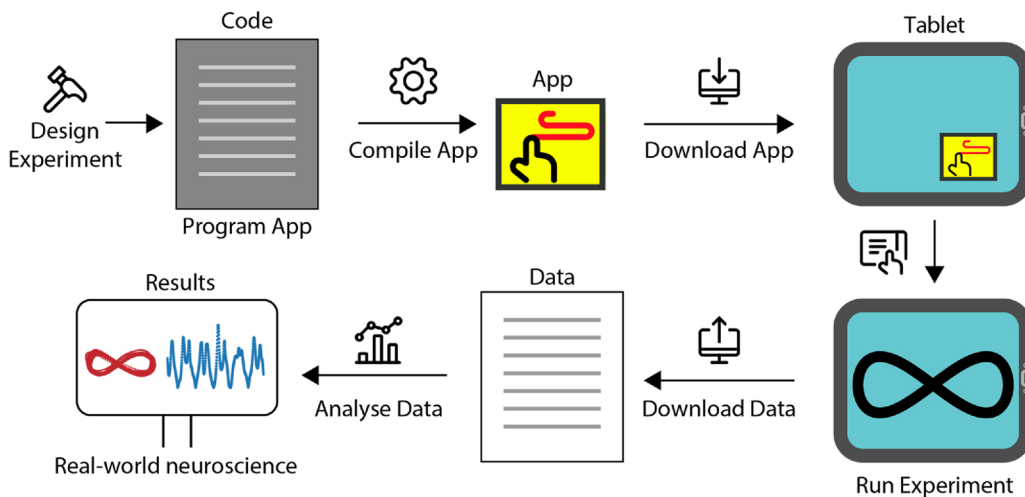 Code
Tablet
App
Design
Experiment
Compile App
Download App
Program App
Results
Data
Analyse Data
Download Data
Real-world neuroscience
Run Experiment